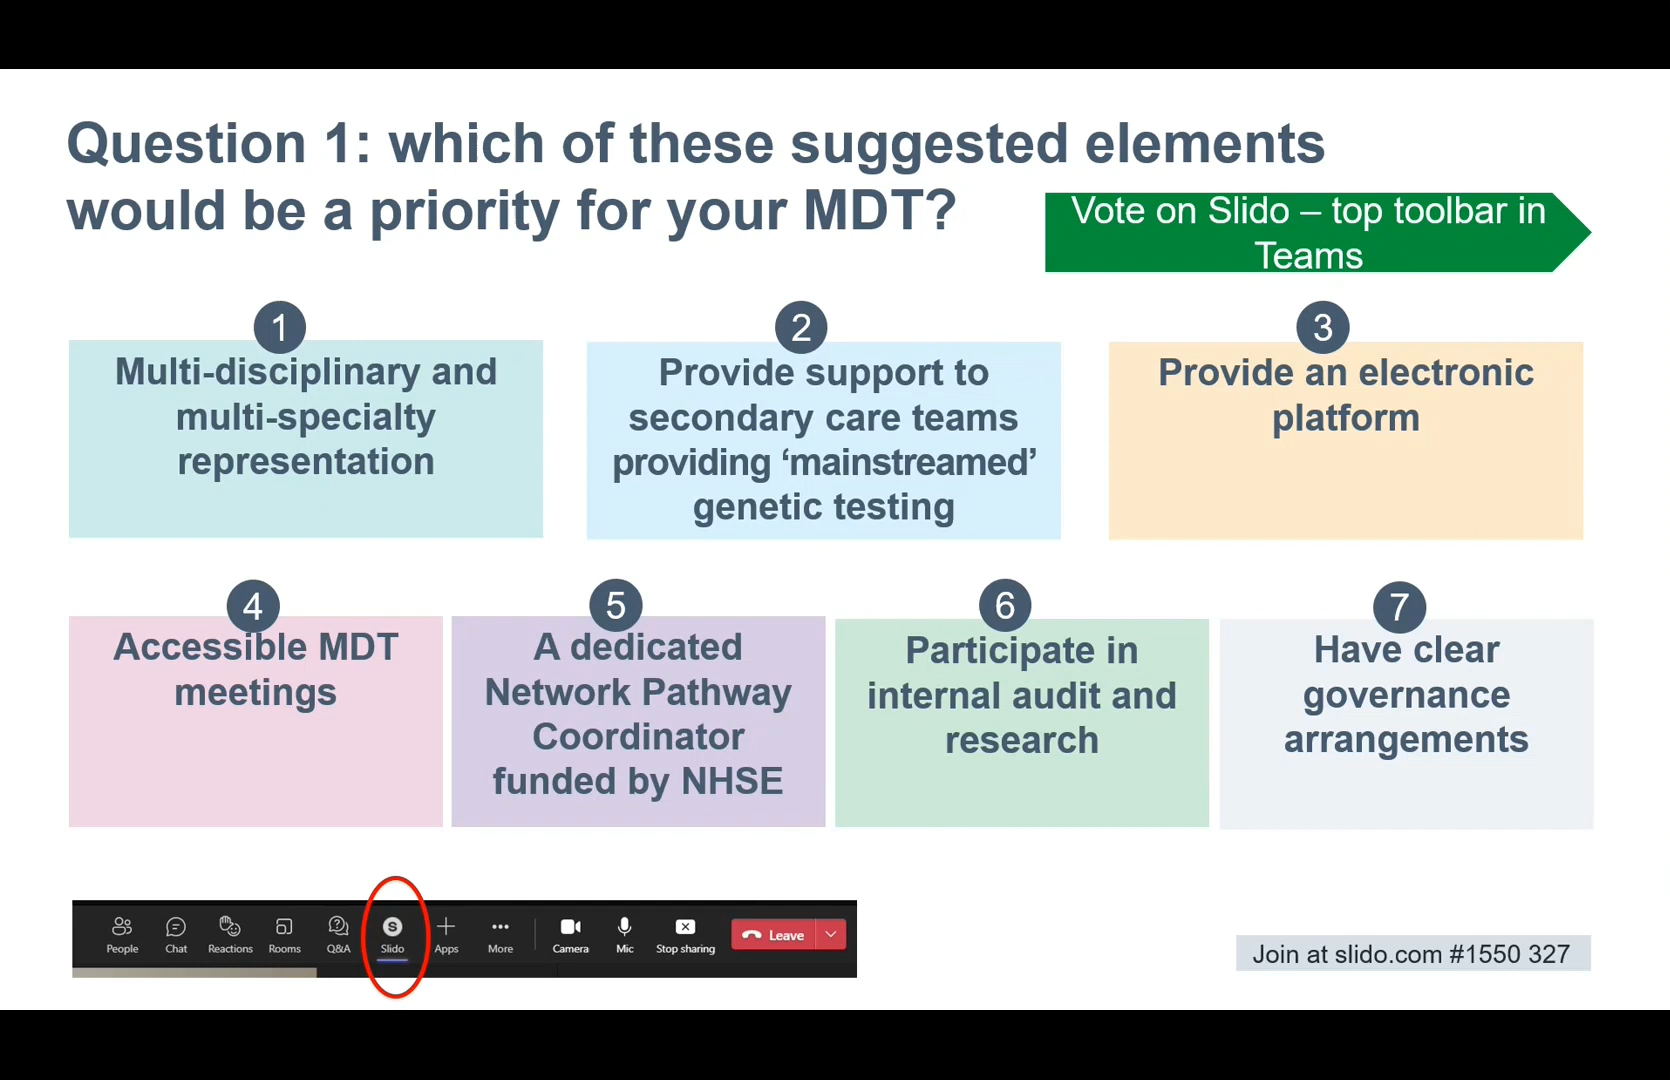 Question 1: which of these suggested elements
would be a priority for your MDT?
Vote on Slido – top toolbar in
Teams
1
Multi-disciplinary and
multi-specialty
representation
2
Provide support to
secondary care teams
providing ‘mainstreamed’
genetic testing
3
Provide an electronic
platform
4
Accessible MDT
meetings
5
A dedicated
Network Pathway
Coordinator
funded by NHSE
6
Participate in
internal audit and
research
7
Have clear
governance
arrangements
People
Chat
Reactions
Rooms
Q&A
S
Slido
Apps
More
Camera
Mic
Stop sharing
Leave
Join at slido.com #1550 327